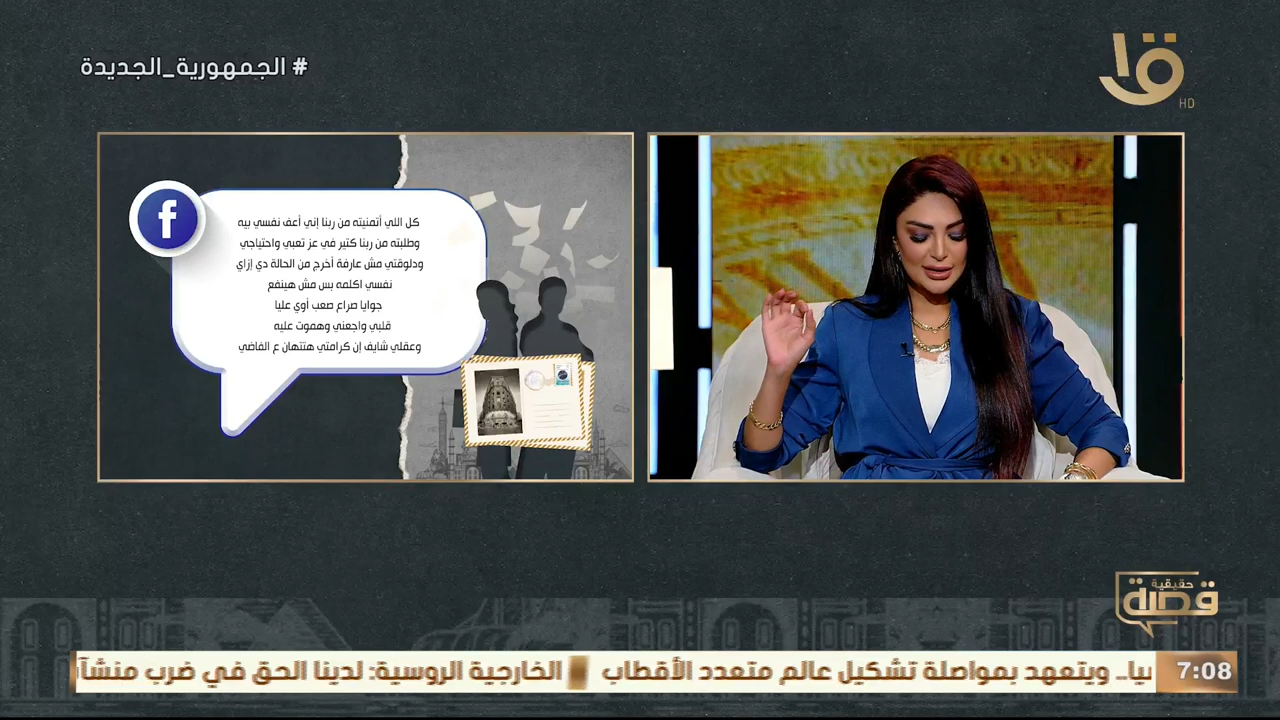 # الجمهورية_الجديدة
HD
كل اللي أتمنيته من ربنا إني أعف نفسي بيه
وطلبته من ربنا كتير في عز تعبي واحتياجي
ودلوقتي مش عارفة أخرج من الحالة دي إزاي
نفسي اكلمه بس مش هينفع
جوايا صراع صعب أوي عليا
قلبي واجعني وهموت عليه
وعقلي شايف إن كرامتي هتتهان ع الفاضي
قصة حقيقية
7:08
بيا.. ويتعهد بمواصلة تشكيل عالم متعدد الأقطاب
الخارجية الروسية: لدينا الحق في ضرب منشآ